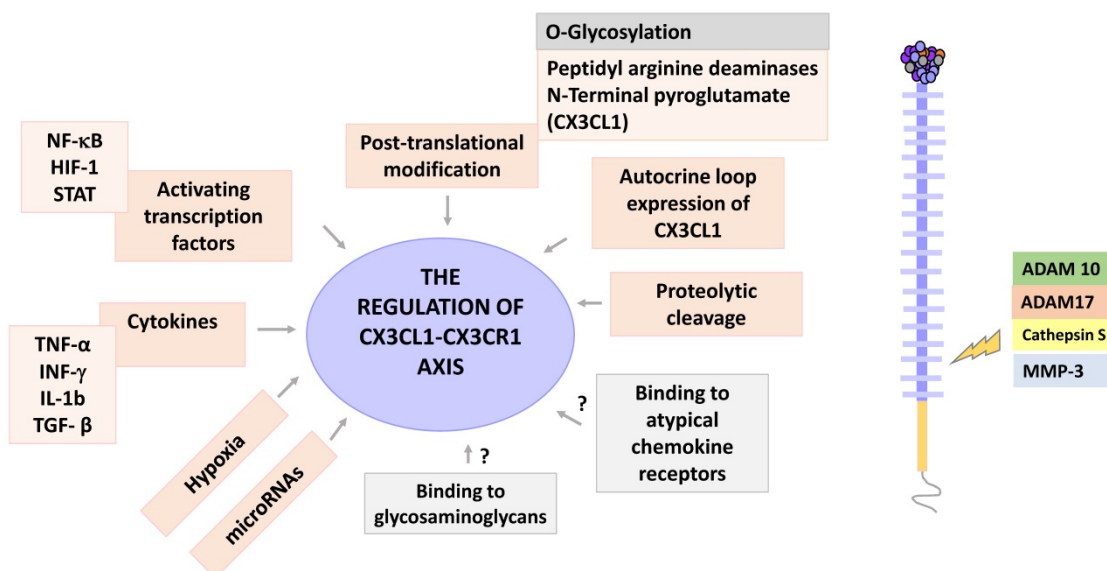 O-Glycosylation
Peptidyl arginine deaminases
N-Terminal pyroglutamate
(CX3CL1)
Post-translational
modification
NF-κB
HIF-1
STAT
Activating
transcription
factors
Autocrine loop
expression of
CX3CL1
THE
REGULATION OF
CX3CL1-CX3CR1
AXIS
Proteolytic
cleavage
Cytokines
TNF-α
INF-γ
IL-1b
TGF- β
Hypoxia
microRNAs
?
Binding to
glycosaminoglycans
?
Binding to
atypical
chemokine
receptors
ADAM 10
ADAM17
Cathepsin S
MMP-3